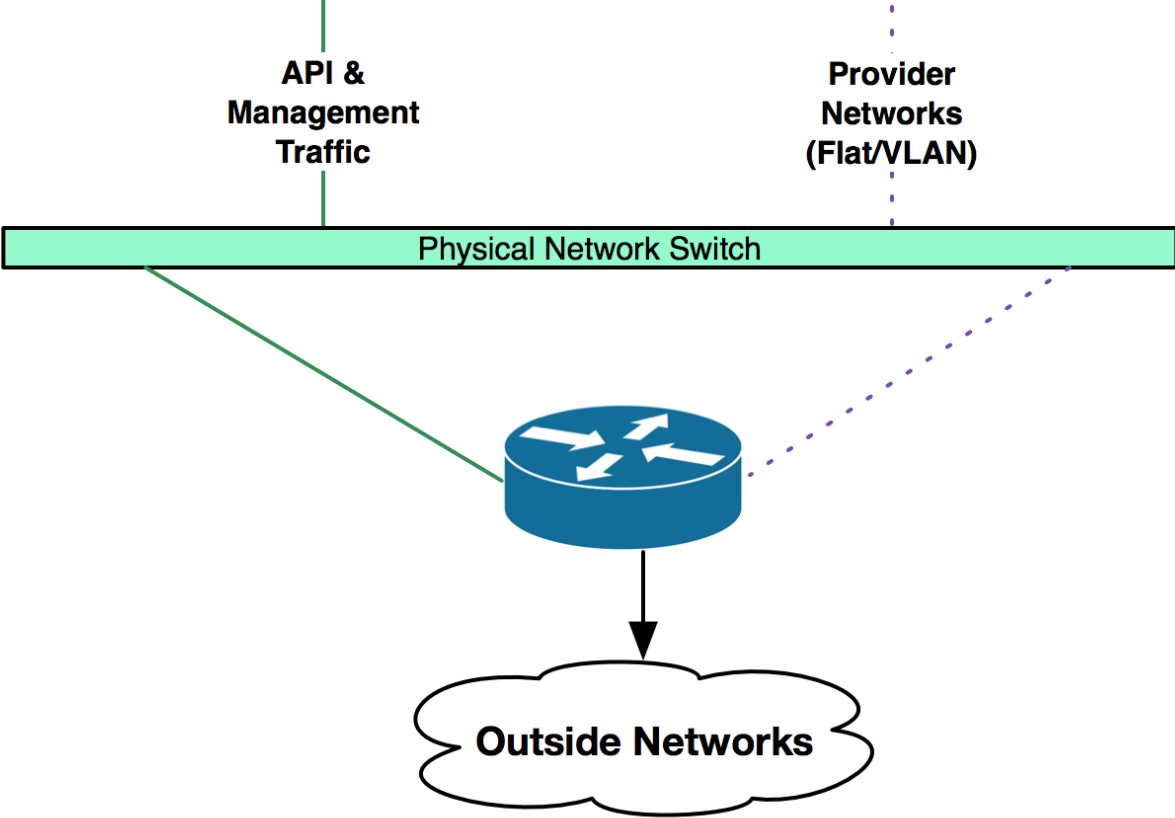 API &
Management
Traffic
Provider
Networks
(Flat/VLAN)
Physical Network Switch
Outside Networks